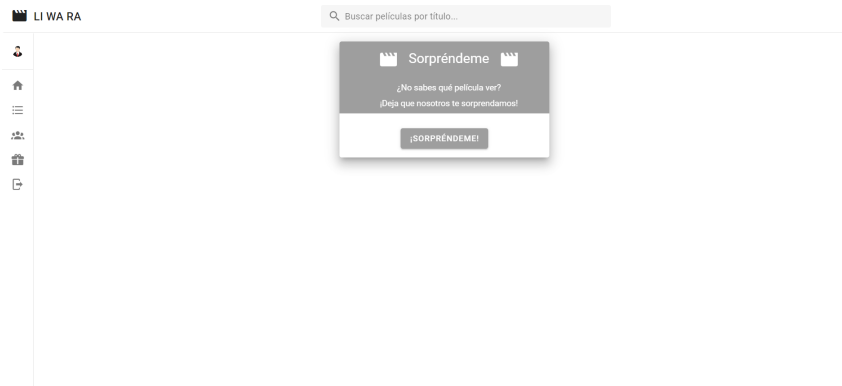 LI WA RA
Buscar películas por título...
Sorpréndeme
¿No sabes qué película ver?
¡Deja que nosotros te sorprendamos!
¡SORPRÉNDEME!